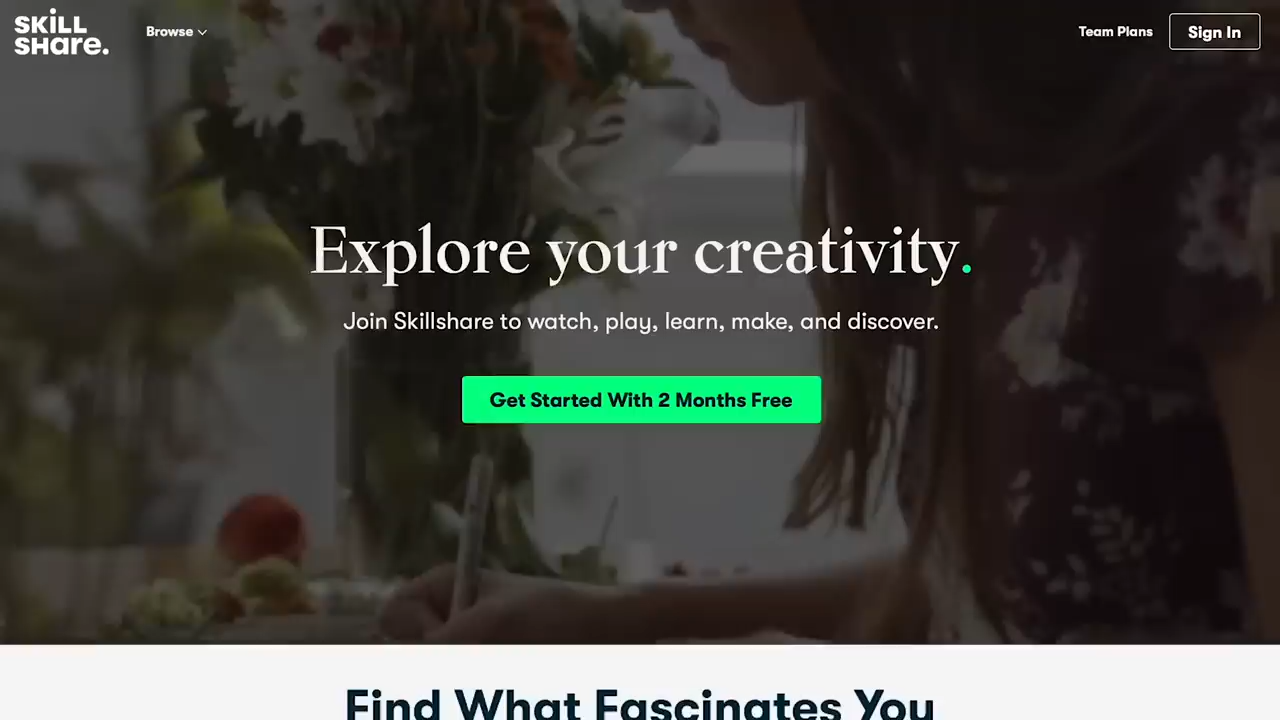 SKILL
SHare.
Browse
Team Plans
Sign In
Explore your creativity.
Join Skillshare to watch, play, learn, make, and discover.
Get Started With 2 Months Free
Find What Fascinates You